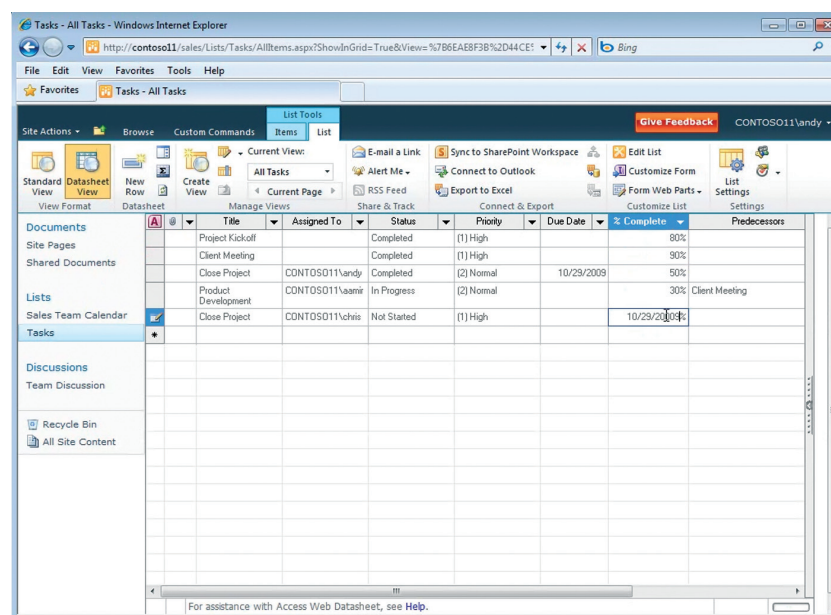 Tasks - All Tasks - Windows Internet Explorer
http://contoso11/sales/Lists/Tasks/AllItems.aspx?ShowInGrid=True&View=%7B6EAE8F3B%2D44CE5
Bing
File Edit View Favorites Tools Help
Favorites Tasks - All Tasks
List Tools
Give Feedback CONTOSO11\andy
Site Actions Browse Custom Commands Items List
Standard View
Datasheet View
New Row
Create View
Current View:
All Tasks
Current Page
E-mail a Link
Alert Me
RSS Feed
Sync to SharePoint Workspace
Connect to Outlook
Export to Excel
Edit List
Customize Form
Form Web Parts
List Settings
View Format Datasheet Manage Views Share & Track Connect & Export Customize List Settings
Documents
Site Pages
Shared Documents
Lists
Sales Team Calendar
Tasks
Discussions
Team Discussion
Recycle Bin
All Site Content
Title Assigned To Status Priority Due Date % Complete Predecessors
Project Kickoff Completed (1) High 80%
Client Meeting Completed (1) High 90%
Close Project CONTOSO11\andy Completed (2) Normal 10/29/2009 50%
Product Development CONTOSO11\aamir In Progress (2) Normal 30% Client Meeting
Close Project CONTOSO11\chris Not Started (1) High 10/29/2009%
For assistance with Access Web Datasheet, see Help.